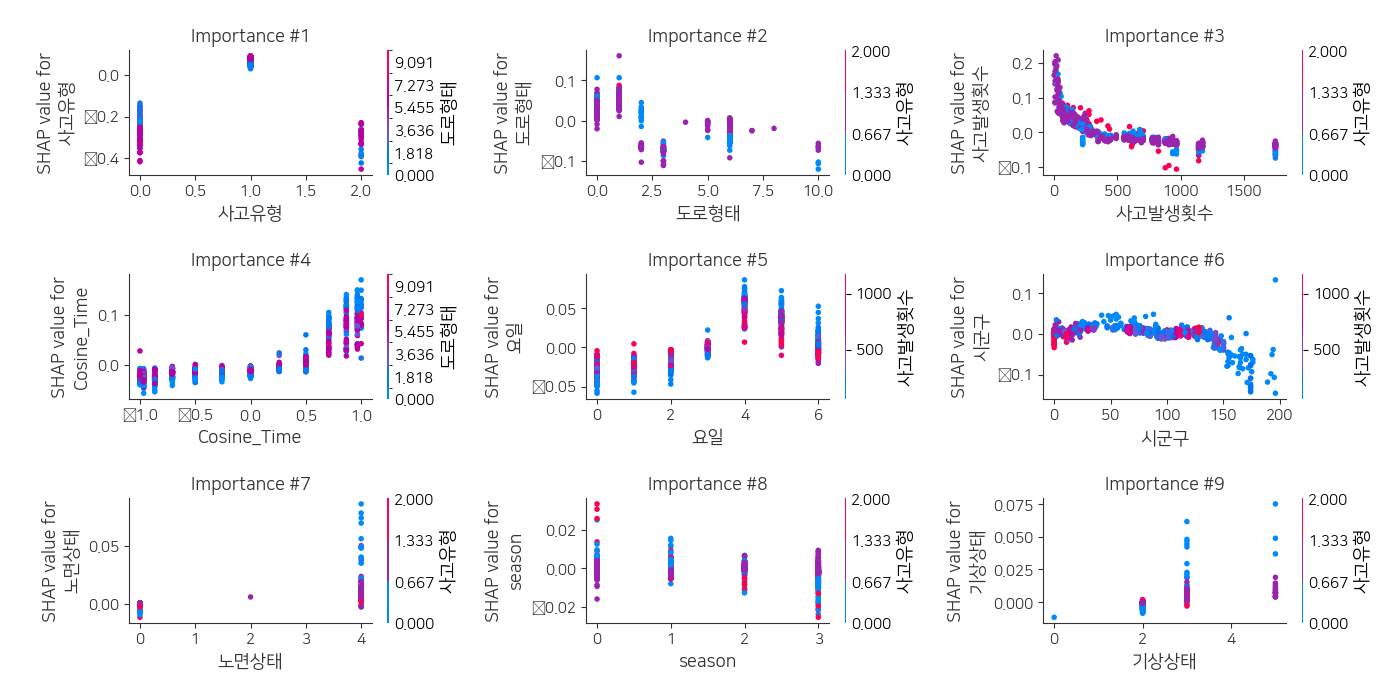 Importance #1
SHAP value for
사고유형
0.0
0.2
0.4
0.0
0.5
1.0
1.5
2.0
사고유형
9.091
7.273
5.455
3.636
1.818
0.000
도로형태
Importance #2
SHAP value for
도로형태
0.1
0.0
0.1
0.0
2.5
5.0
7.5
10.0
도로형태
2.000
1.333
0.667
0.000
사고유형
Importance #3
SHAP value for
사고발생횟수
0.2
0.1
0.0
0.1
0
500
1000
1500
사고발생횟수
2.000
1.333
0.667
0.000
사고유형
Importance #4
SHAP value for
Cosine_Time
0.1
0.0
1.0
0.5
0.0
0.5
1.0
Cosine_Time
9.091
7.273
5.455
3.636
1.818
0.000
도로형태
Importance #5
SHAP value for
요일
0.05
0.00
0.05
0
2
4
6
요일
1000
500
사고발생횟수
Importance #6
SHAP value for
시군구
0.1
0.0
0.1
0
50
100
150
200
시군구
1000
500
사고발생횟수
Importance #7
SHAP value for
노면상태
0.05
0.00
0
1
2
3
4
노면상태
2.000
1.333
0.667
0.000
사고유형
Importance #8
SHAP value for
season
0.02
0.00
0.02
0
1
2
3
season
2.000
1.333
0.667
0.000
사고유형
Importance #9
SHAP value for
기상상태
0.075
0.050
0.025
0.000
0
2
4
기상상태
2.000
1.333
0.667
0.000
사고유형